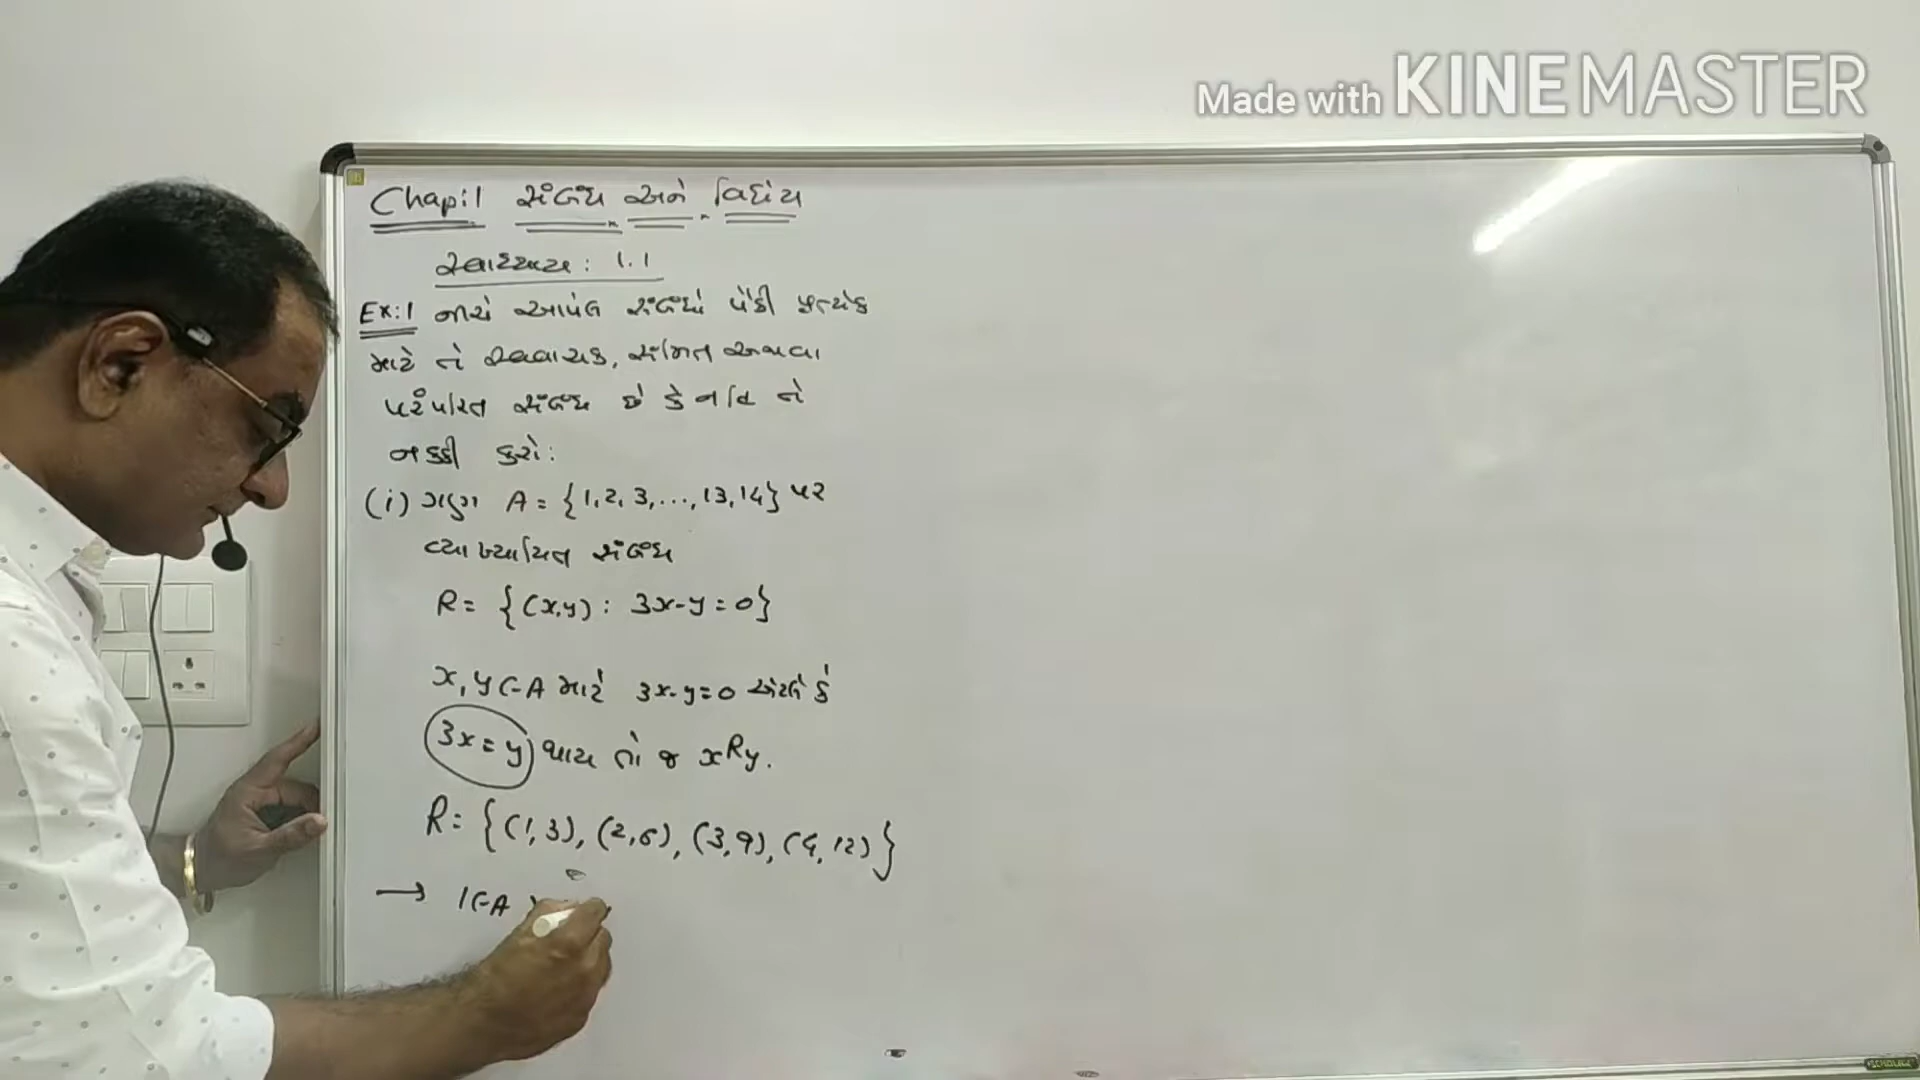 Made with KINEMASTER
Chap:1 સંબંધ અને વિધેય
સ્વાધ્યાય : 1.1
Ex:1 નીચે આપેલ સંબંધો પૈકી પ્રત્યેક
માટે તે સ્વવાચક, સંમિત અથવા
પરંપરિત સંબંધ છે કે નહિ તે
નક્કી કરો:
(i) ગણ A = {1, 2, 3, ..., 13, 14} પર
વ્યાખ્યાયિત સંબંધ
R = {(x,y) : 3x-y = 0}
x, y ∈ A માટે 3x-y=0 એટલે કે
3x = y થાય તો જ xRy.
R = {(1,3), (2,6), (3,9), (4,12)}
→ 1∈A